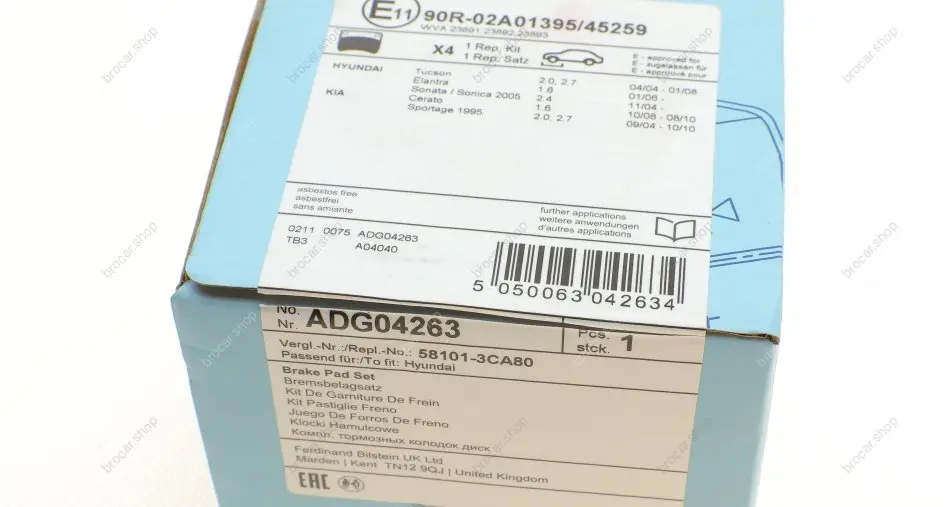 E11 90R-02A01395/45259
WVA 23891,23892,23893
X4 1 Rep, Kit
1 Rep, Satz
E - approved for
E - zugelassen für
E - approuvé pour
HYUNDAI Tucson 2.0, 2.7 04/04 - 01/08
Elantra 1.6 01/06 -
Sonata / Sonica 2005 2.4 11/04 -
KIA Cerato 1.6 10/08 - 08/10
Sportage 1995 2.0, 2.7 09/04 - 10/10
asbestos free
asbestfrei
sans amiante
further applications
weitere anwendungen
d'autres applications
0211 0075 ADG04263
TB3 A04040
5 050063 042634
No.
Nr. ADG04263
Pcs.
stck. 1
Vergl-Nr.:/Repl-No.: 58101-3CA80
Passend für:/To fit: Hyundai
Brake Pad Set
Bremsbelagsatz
Kit De Garniture De Frein
Kit Pastiglie Freno
Juego De Forros De Freno
Klocki Hamulcowe
Компл. тормозных колодок диск
Ferdinand Bilstein UK Ltd
Marden | Kent TN12 9QJ | United Kingdom
EAC
brocar.shop